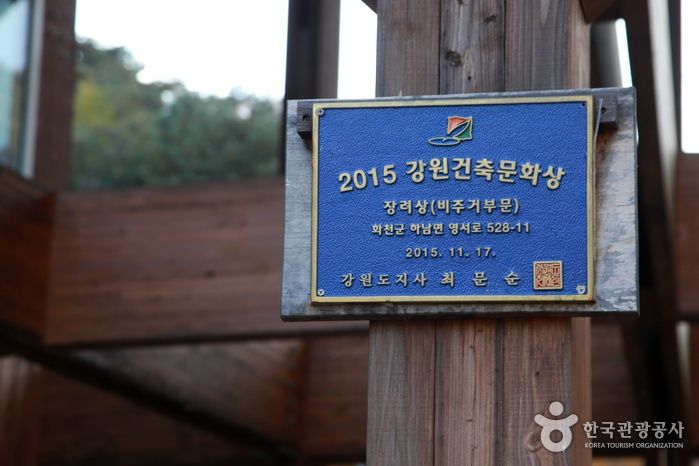 2015 강원건축문화상
장려상(비주거부문)
화천군 하남면 영서로 528-11
2015. 11. 17.
강원도지사 최문순
한국관광공사
KOREA TOURISM ORGANIZATION